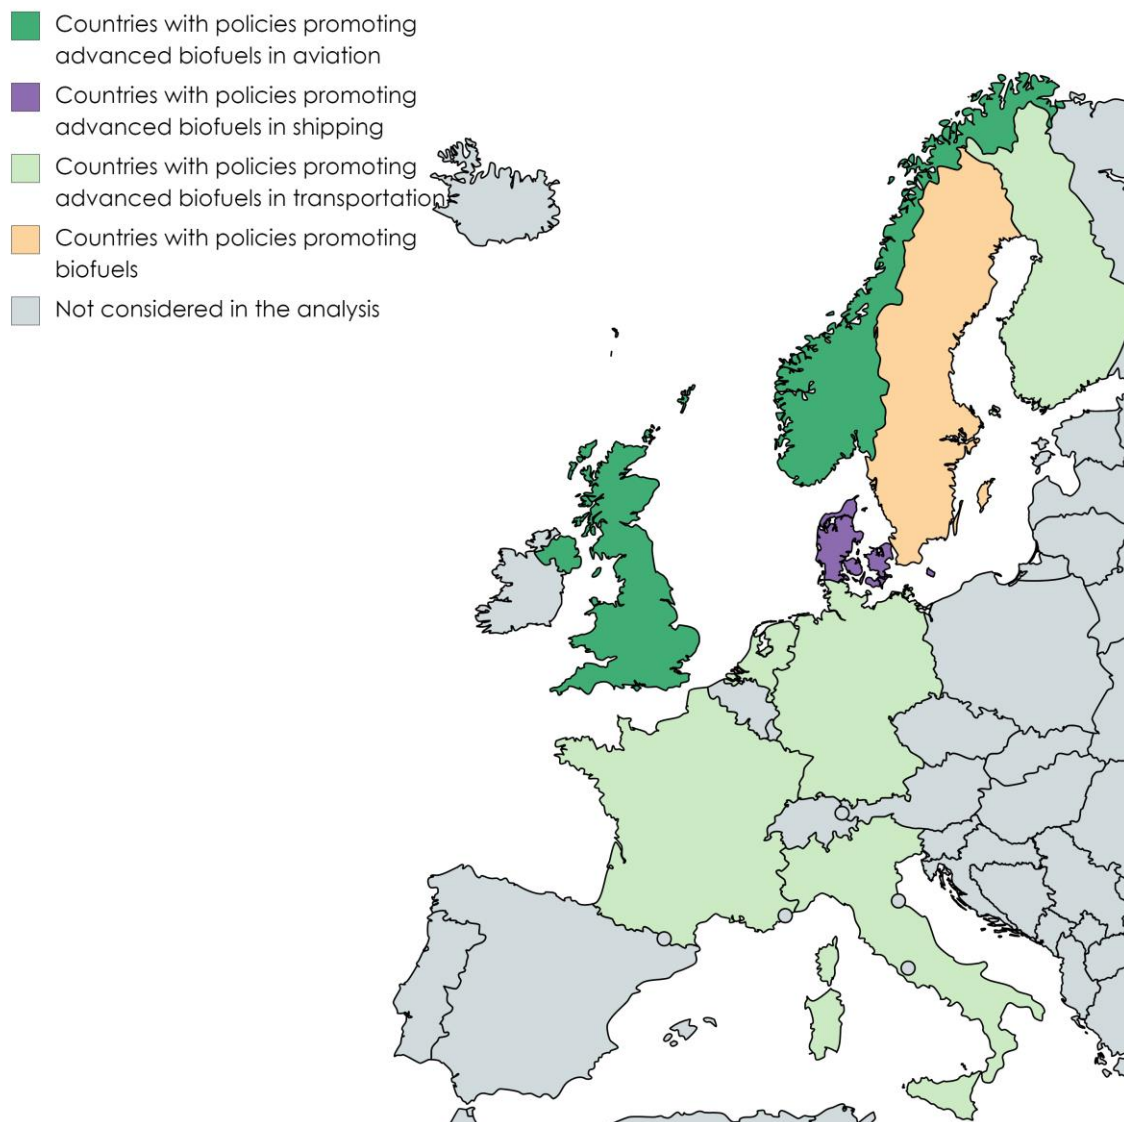 Countries with policies promoting
advanced biofuels in aviation
Countries with policies promoting
advanced biofuels in shipping
Countries with policies promoting
advanced biofuels in transportation
Countries with policies promoting
biofuels
Not considered in the analysis